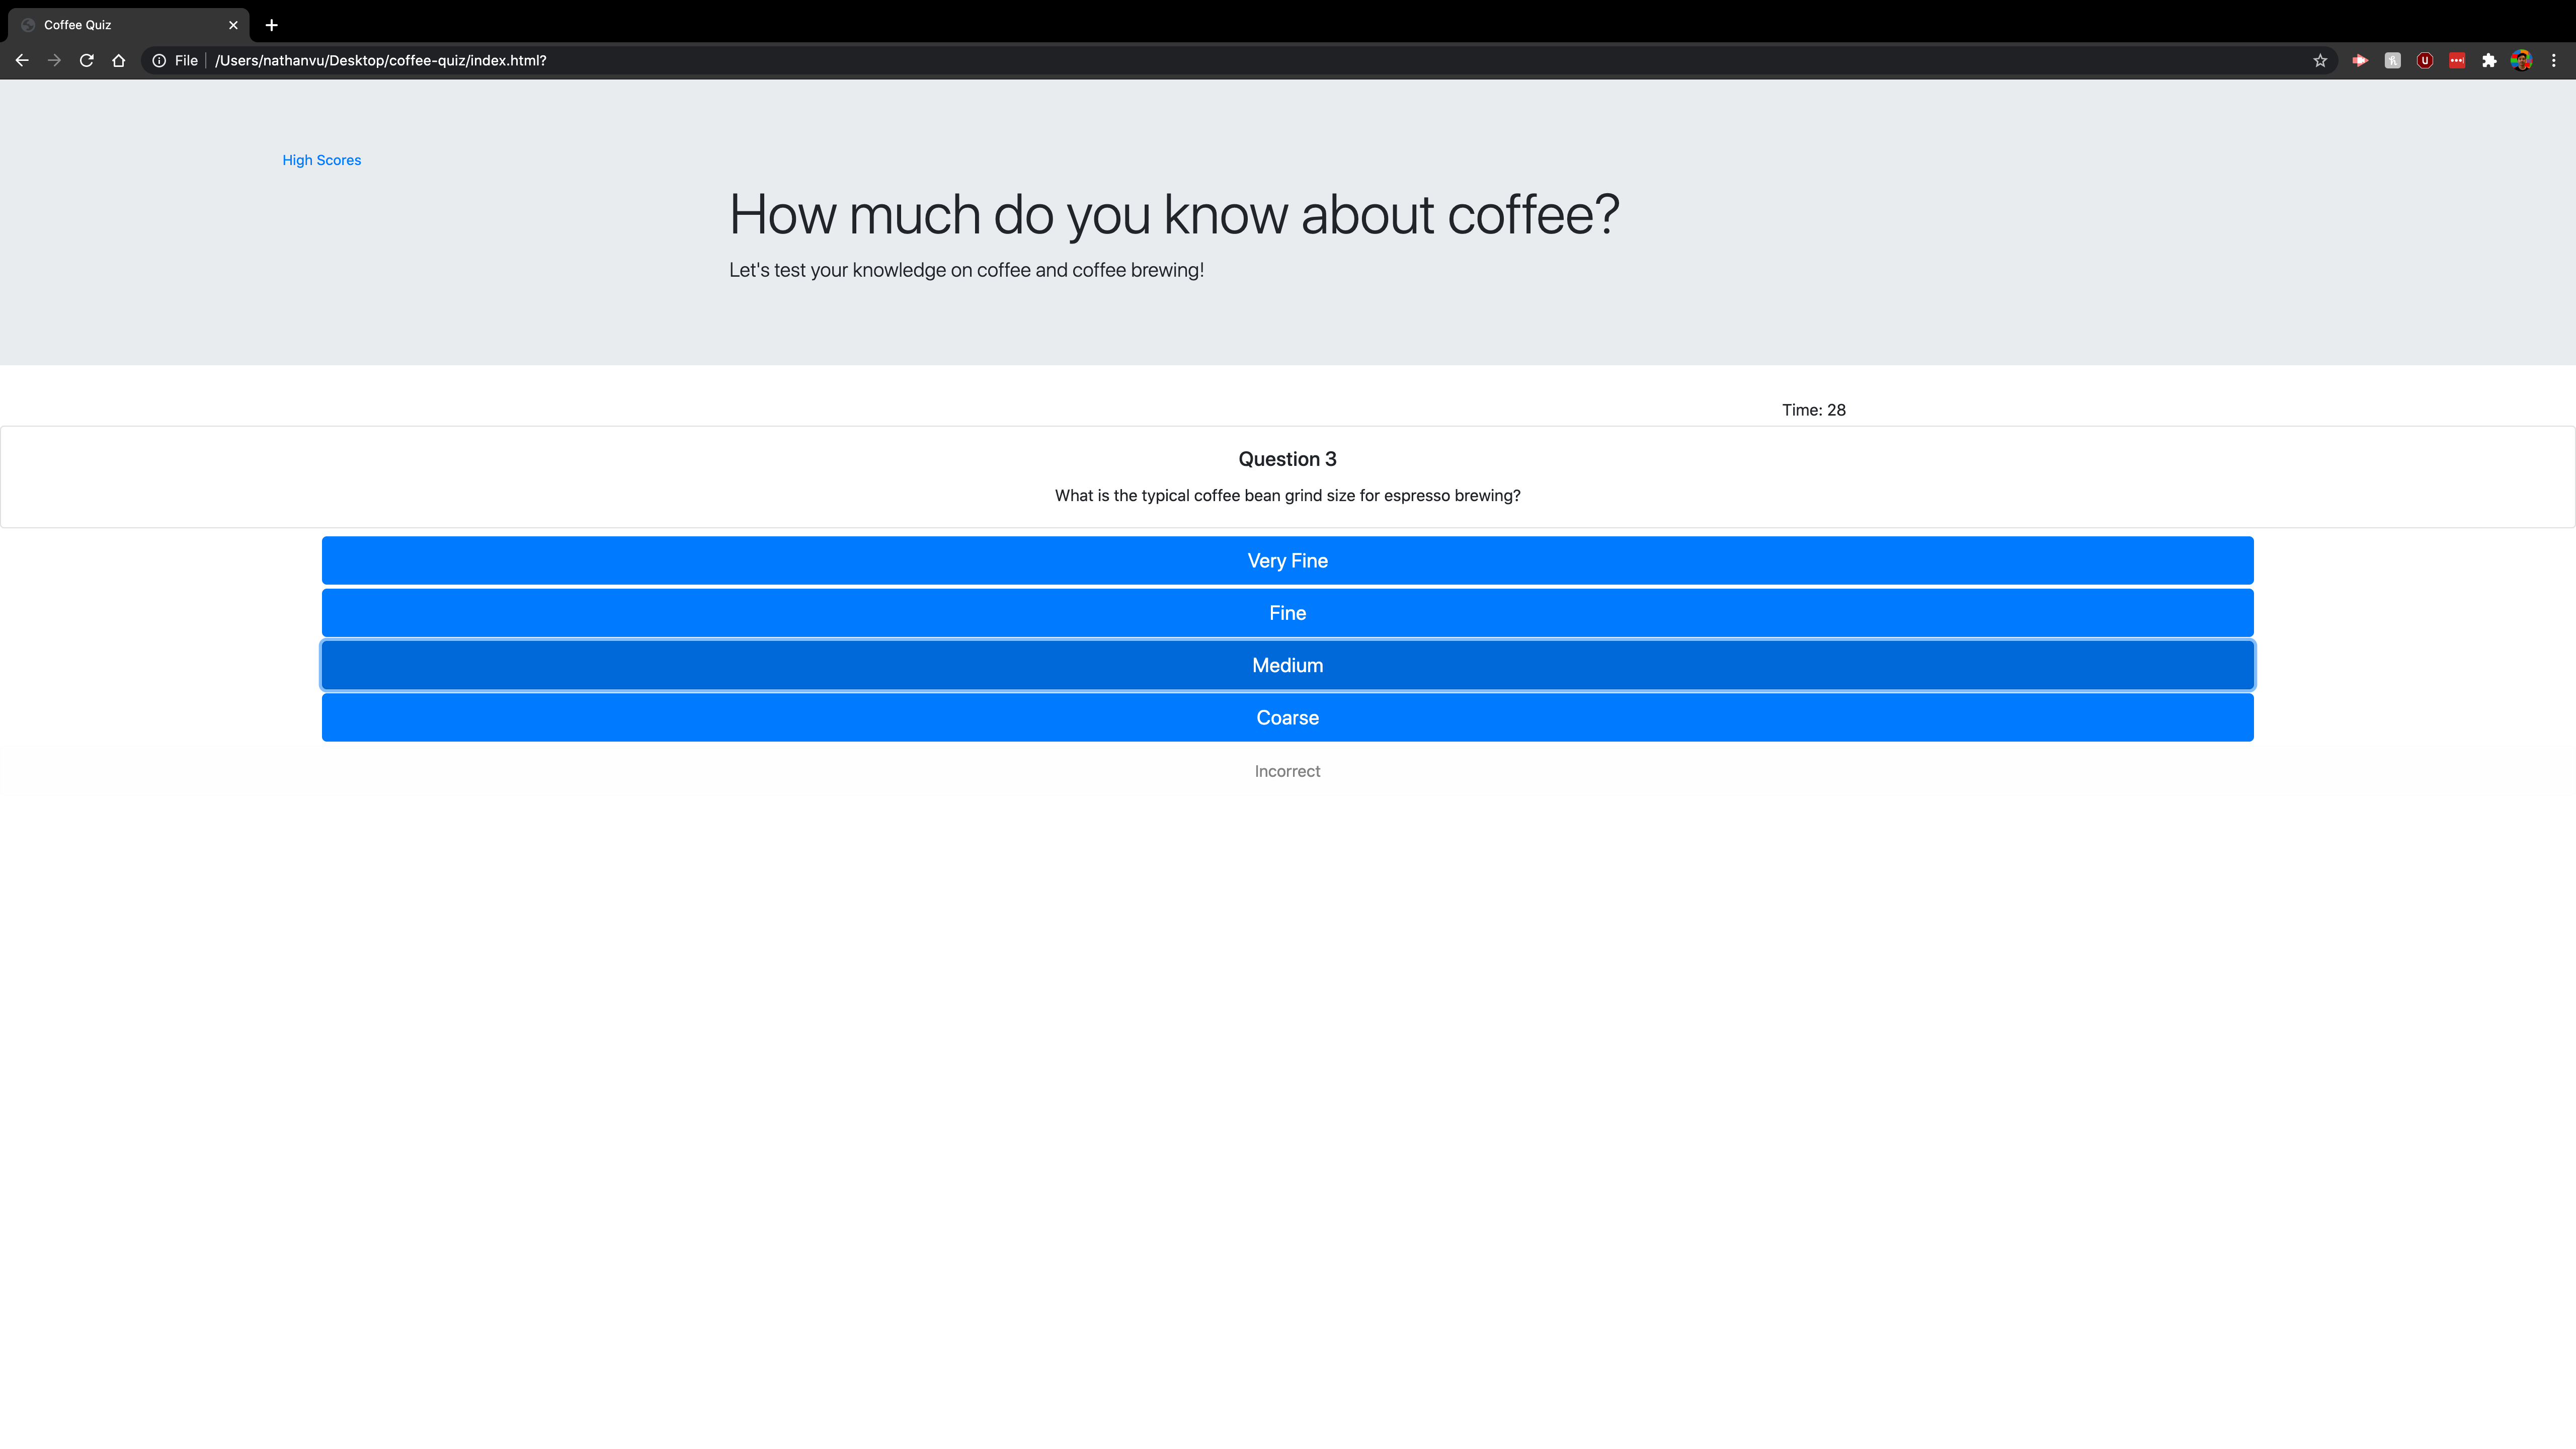 Coffee Quiz
File /Users/nathanvu/Desktop/coffee-quiz/index.html?
High Scores
How much do you know about coffee?
Let's test your knowledge on coffee and coffee brewing!
Time: 28
Question 3
What is the typical coffee bean grind size for espresso brewing?
Very Fine
Fine
Medium
Coarse
Incorrect